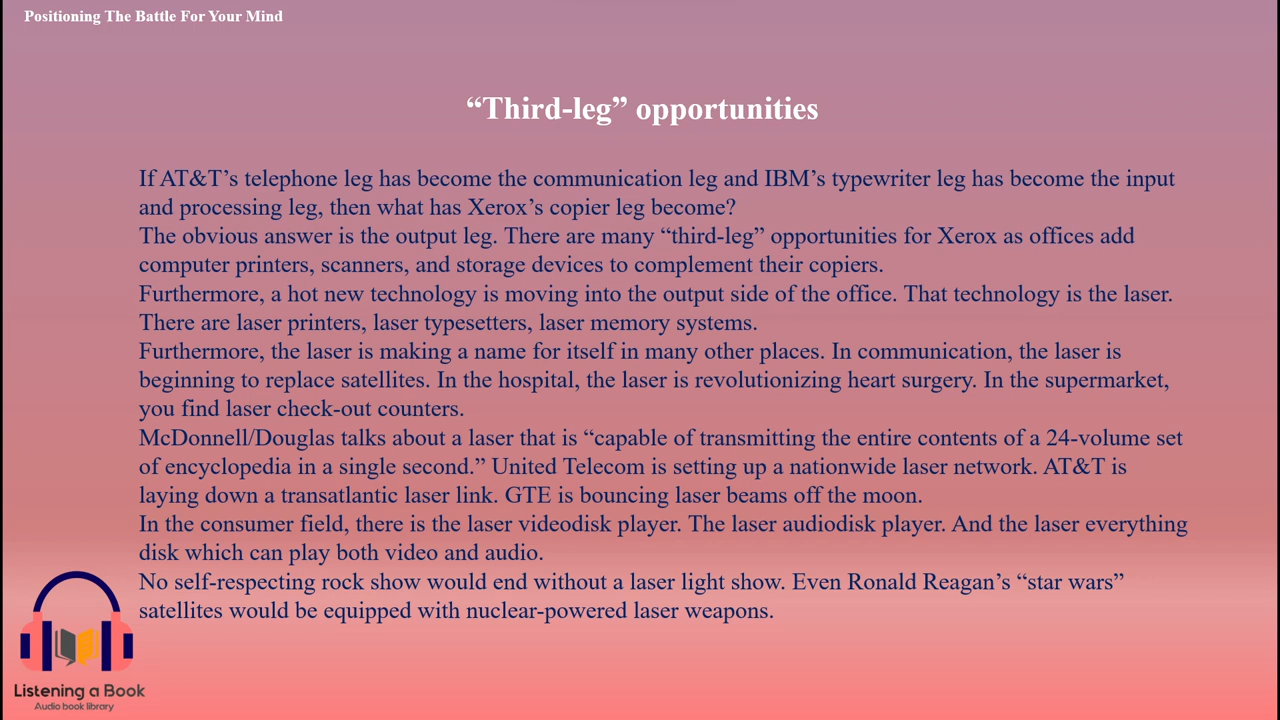 Positioning The Battle For Your Mind
“Third-leg” opportunities
If AT&T’s telephone leg has become the communication leg and IBM’s typewriter leg has become the input
and processing leg, then what has Xerox’s copier leg become?
The obvious answer is the output leg. There are many “third-leg” opportunities for Xerox as offices add
computer printers, scanners, and storage devices to complement their copiers.
Furthermore, a hot new technology is moving into the output side of the office. That technology is the laser.
There are laser printers, laser typesetters, laser memory systems.
Furthermore, the laser is making a name for itself in many other places. In communication, the laser is
beginning to replace satellites. In the hospital, the laser is revolutionizing heart surgery. In the supermarket,
you find laser check-out counters.
McDonnell/Douglas talks about a laser that is “capable of transmitting the entire contents of a 24-volume set
of encyclopedia in a single second.” United Telecom is setting up a nationwide laser network. AT&T is
laying down a transatlantic laser link. GTE is bouncing laser beams off the moon.
In the consumer field, there is the laser videodisk player. The laser audiodisk player. And the laser everything
disk which can play both video and audio.
No self-respecting rock show would end without a laser light show. Even Ronald Reagan’s “star wars”
satellites would be equipped with nuclear-powered laser weapons.
Listening a Book
Audio book library